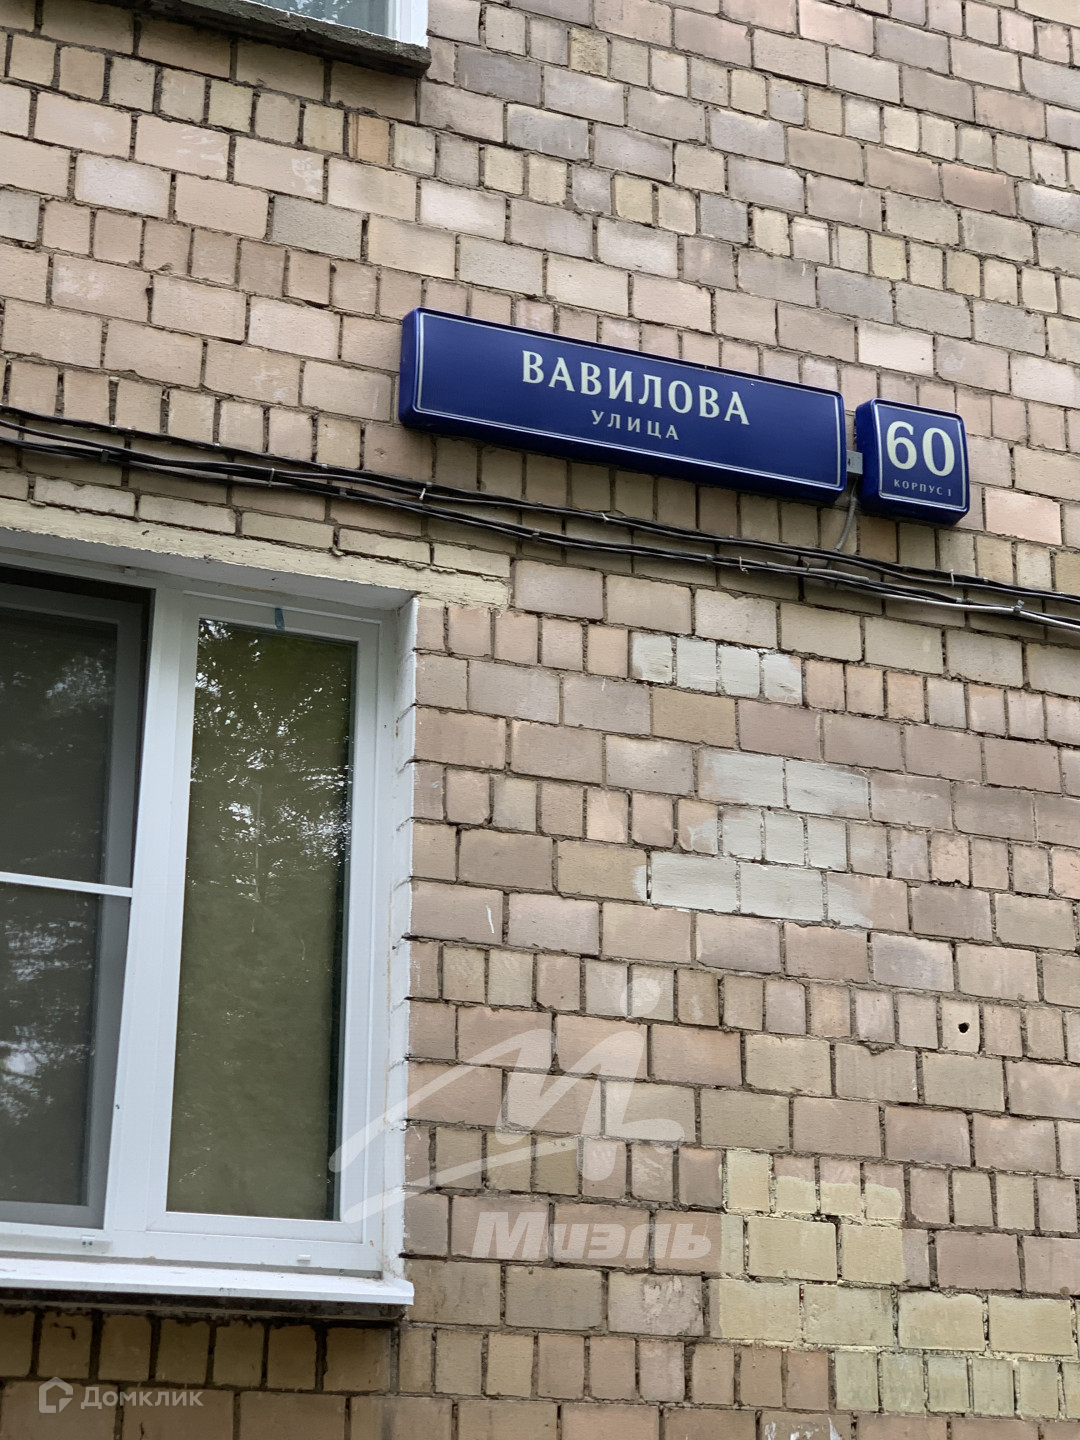 ВАВИЛОВА
УЛИЦА
60
КОРПУС 1
Миэль
Домклик